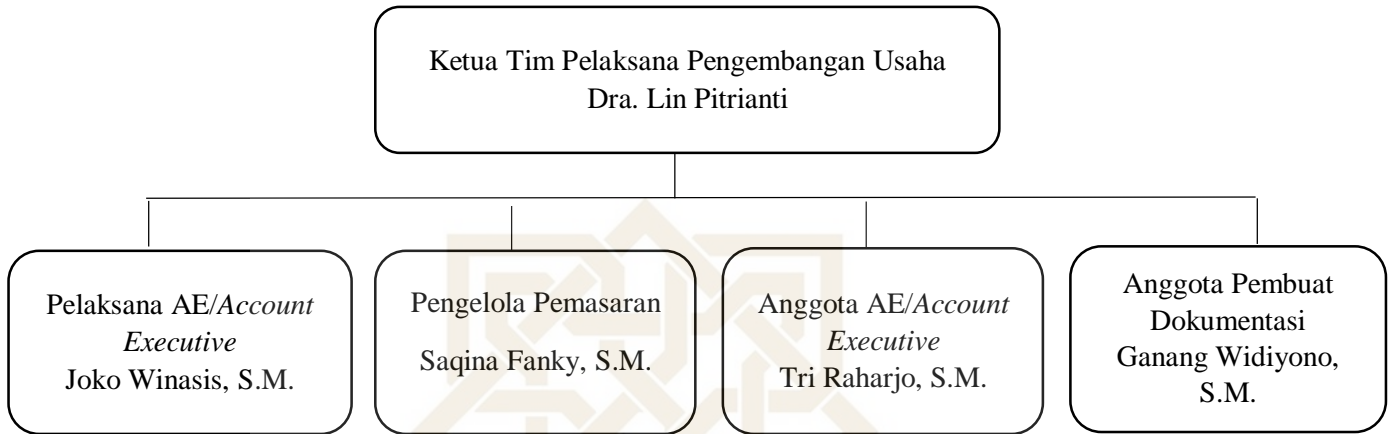 Ketua Tim Pelaksana Pengembangan Usaha
Dra. Lin Pitrianti
Pelaksana AE/Account
Executive
Joko Winasis, S.M.
Pengelola Pemasaran
Saqina Fanky, S.M.
Anggota AE/Account
Executive
Tri Raharjo, S.M.
Anggota Pembuat
Dokumentasi
Ganang Widiyono,
S.M.